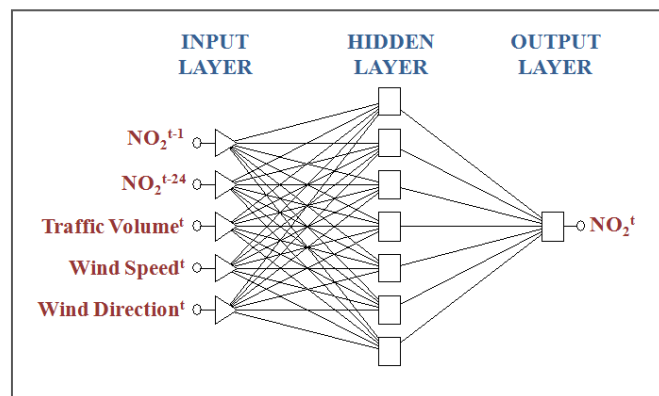 INPUT LAYER
HIDDEN LAYER
OUTPUT LAYER
NO₂ᵗ⁻¹
NO₂ᵗ⁻²⁴
Traffic Volumeᵗ
Wind Speedᵗ
Wind Directionᵗ
NO₂ᵗ